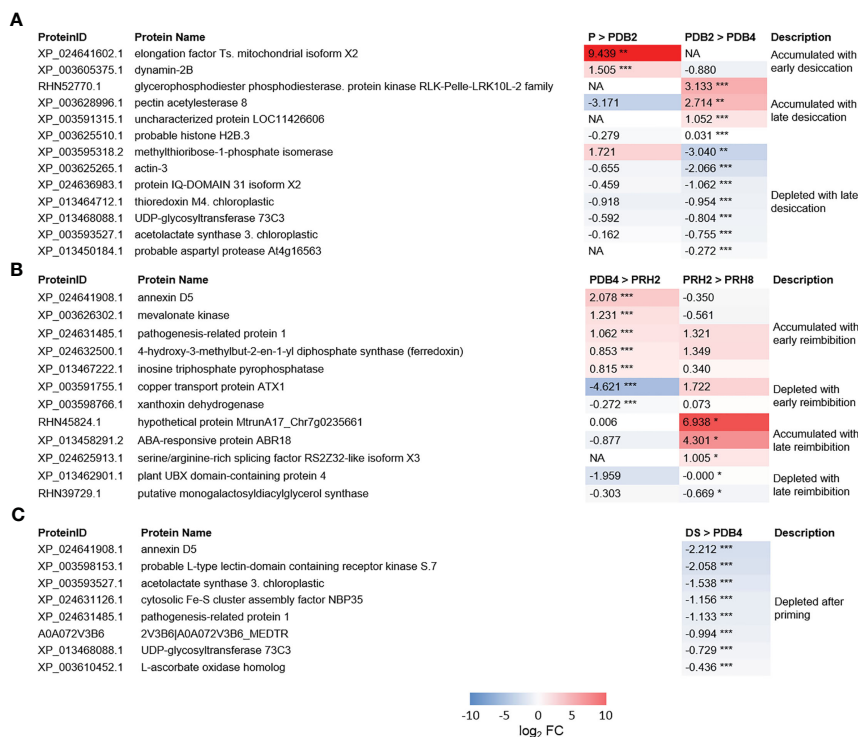 A
ProteinID Protein Name P > PDB2 PDB2 > PDB4 Description
XP_024641602.1 elongation factor Ts. mitochondrial isoform X2 9.439 ** NA Accumulated with
XP_003605375.1 dynamin-2B 1.505 *** -0.880 early desiccation
RHN52770.1 glycerophosphodiester phosphodiesterase. protein kinase RLK-Pelle-LRK10L-2 family NA 3.133 ***
XP_003628996.1 pectin acetylesterase 8 -3.171 2.714 ** Accumulated with
XP_003591315.1 uncharacterized protein LOC11426606 NA 1.052 *** late desiccation
XP_003625510.1 probable histone H2B.3 -0.279 0.031 ***
XP_003595318.2 methylthioribose-1-phosphate isomerase 1.721 -3.040 **
XP_003625265.1 actin-3 -0.655 -2.066 ***
XP_024636983.1 protein IQ-DOMAIN 31 isoform X2 -0.459 -1.062 ***
XP_013464712.1 thioredoxin M4. chloroplastic -0.918 -0.954 *** Depleted with late
XP_013468088.1 UDP-glycosyltransferase 73C3 -0.592 -0.804 *** desiccation
XP_003593527.1 acetolactate synthase 3. chloroplastic -0.162 -0.755 ***
XP_013450184.1 probable aspartyl protease At4g16563 NA -0.272 ***
B
ProteinID Protein Name PDB4 > PRH2 PRH2 > PRH8 Description
XP_024641908.1 annexin D5 2.078 *** -0.350
XP_003626302.1 mevalonate kinase 1.231 *** -0.561
XP_024631485.1 pathogenesis-related protein 1 1.062 *** 1.321 Accumulated with
XP_024632500.1 4-hydroxy-3-methylbut-2-en-1-yl diphosphate synthase (ferredoxin) 0.853 *** 1.349 early reimbibition
XP_013467222.1 inosine triphosphate pyrophosphatase 0.815 *** 0.340
XP_003591755.1 copper transport protein ATX1 -4.621 *** 1.722 Depleted with
XP_003598766.1 xanthoxin dehydrogenase -0.272 *** 0.073 early reimbibition
RHN45824.1 hypothetical protein MtrunA17_Chr7g0235661 0.006 6.938 *
XP_013458291.2 ABA-responsive protein ABR18 -0.877 4.301 * Accumulated with
XP_024625913.1 serine/arginine-rich splicing factor RS2Z32-like isoform X3 NA 1.005 * late reimbibition
XP_013462901.1 plant UBX domain-containing protein 4 -1.959 -0.000 * Depleted with
RHN39729.1 putative monogalactosyldiacylglycerol synthase -0.303 -0.669 * late reimbibition
C
ProteinID Protein Name DS > PDB4 Description
XP_024641908.1 annexin D5 -2.212 ***
XP_003598153.1 probable L-type lectin-domain containing receptor kinase S.7 -2.058 ***
XP_003593527.1 acetolactate synthase 3. chloroplastic -1.538 ***
XP_024631126.1 cytosolic Fe-S cluster assembly factor NBP35 -1.156 *** Depleted after
XP_024631485.1 pathogenesis-related protein 1 -1.133 *** priming
A0A072V3B6 2V3B6|A0A072V3B6_MEDTR -0.994 ***
XP_013468088.1 UDP-glycosyltransferase 73C3 -0.729 ***
XP_003610452.1 L-ascorbate oxidase homolog -0.436 ***
-10 -5 0 5 10
log2 FC